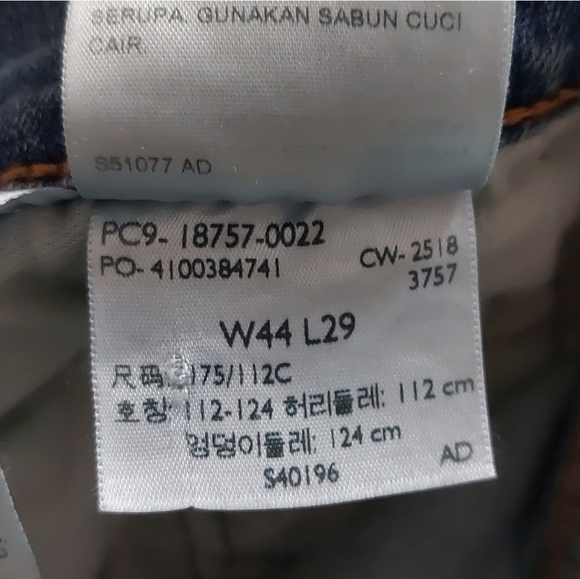 SERUPA. GUNAKAN SABUN CUCI
CAIR.
S51077 AD
PC9- 18757-0022
PO- 4100384741
CW- 2518
3757
W44 L29
尺码: 175/112C
호칭: 112-124 허리둘레: 112 cm
엉덩이둘레: 124 cm
S40196
AD